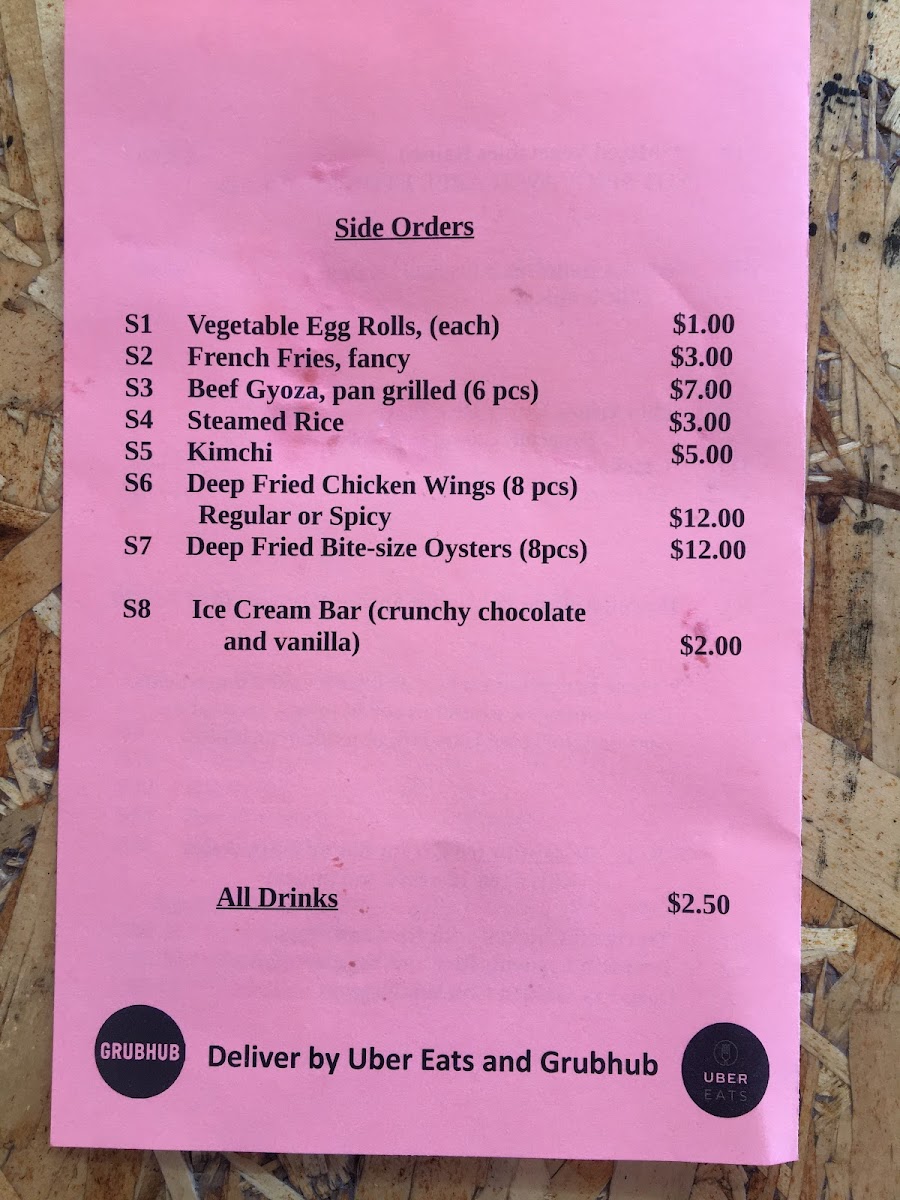 Side Orders
S1 Vegetable Egg Rolls, (each) $1.00
S2 French Fries, fancy $3.00
S3 Beef Gyoza, pan grilled (6 pcs) $7.00
S4 Steamed Rice $3.00
S5 Kimchi $5.00
S6 Deep Fried Chicken Wings (8 pcs)
Regular or Spicy $12.00
S7 Deep Fried Bite-size Oysters (8pcs) $12.00
S8 Ice Cream Bar (crunchy chocolate
and vanilla) $2.00
All Drinks $2.50
GRUBHUB Deliver by Uber Eats and Grubhub UBER
EATS